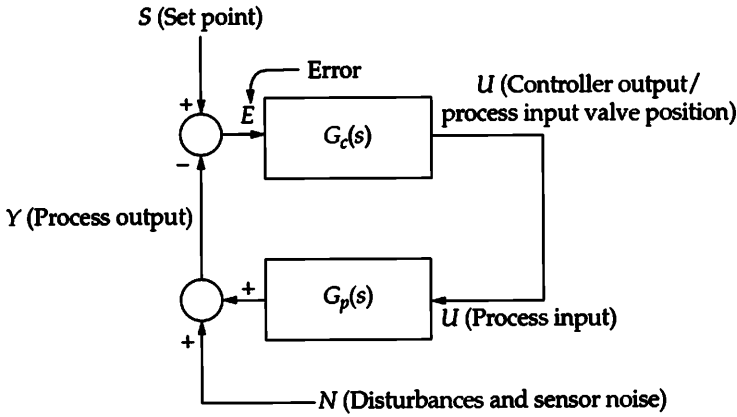 S (Set point)
Error
+
E
U (Controller output/
process input valve position)
G_c(s)
−
Y (Process output)
+
G_p(s)
U (Process input)
+
N (Disturbances and sensor noise)